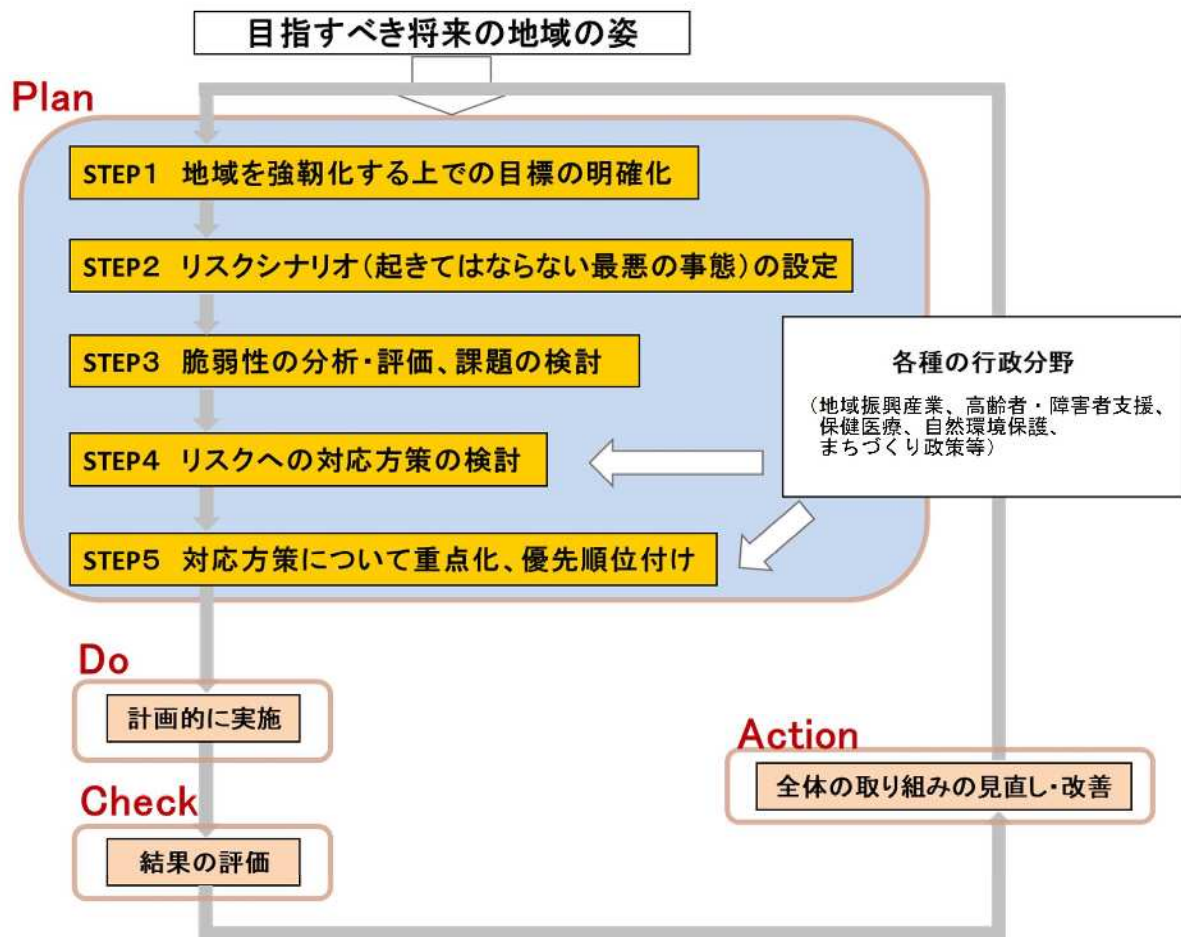 目指すべき将来の地域の姿
Plan
STEP1 地域を強靭化する上での目標の明確化
STEP2 リスクシナリオ(起きてはならない最悪の事態)の設定
STEP3 脆弱性の分析・評価、課題の検討
STEP4 リスクへの対応方策の検討
STEP5 対応方策について重点化、優先順位付け
各種の行政分野
(地域振興産業、高齢者・障害者支援、
保健医療、自然環境保護、
まちづくり政策等)
Do
計画的に実施
Check
結果の評価
Action
全体の取り組みの見直し・改善